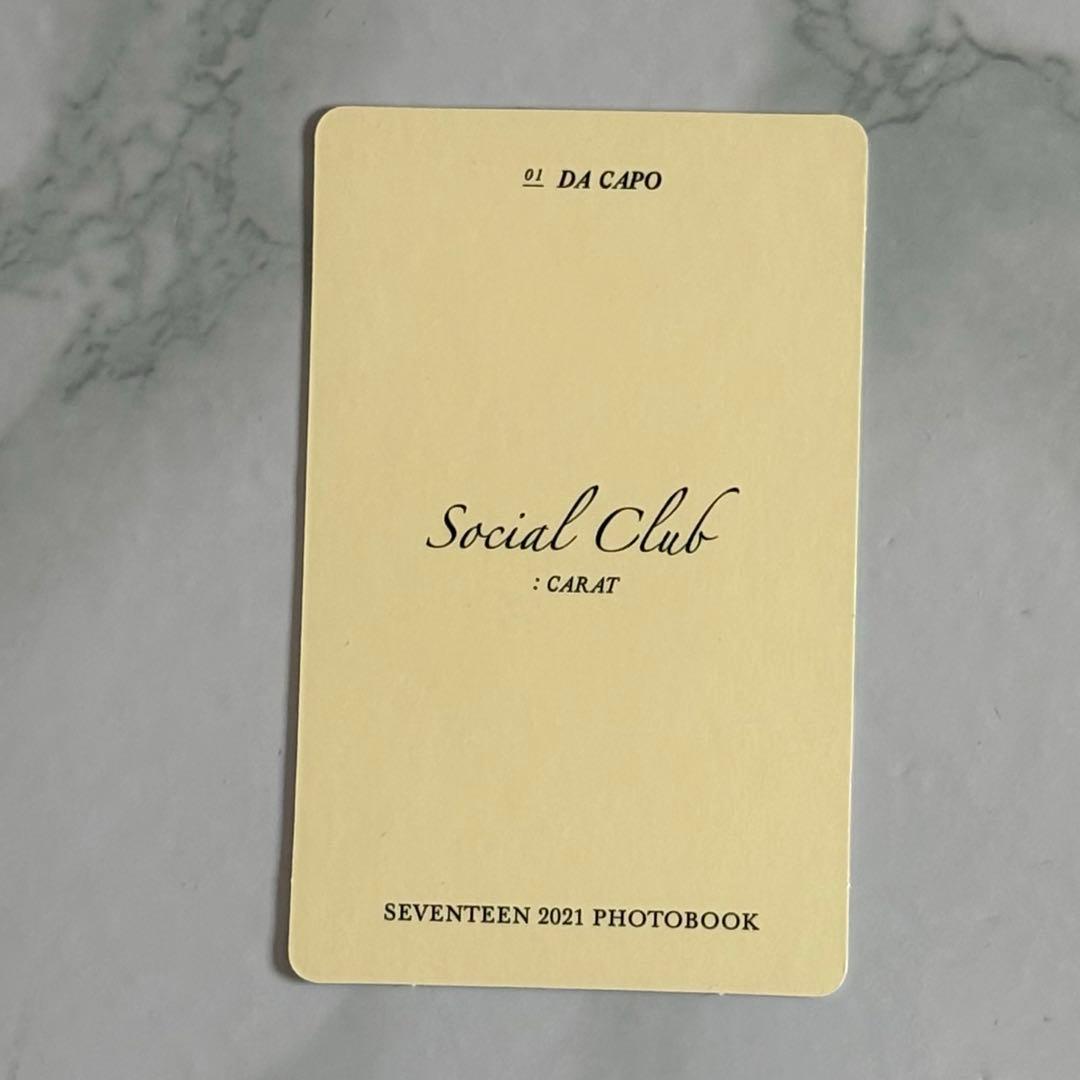 01 DA CAPO
Social Club
: CARAT
SEVENTEEN 2021 PHOTOBOOK